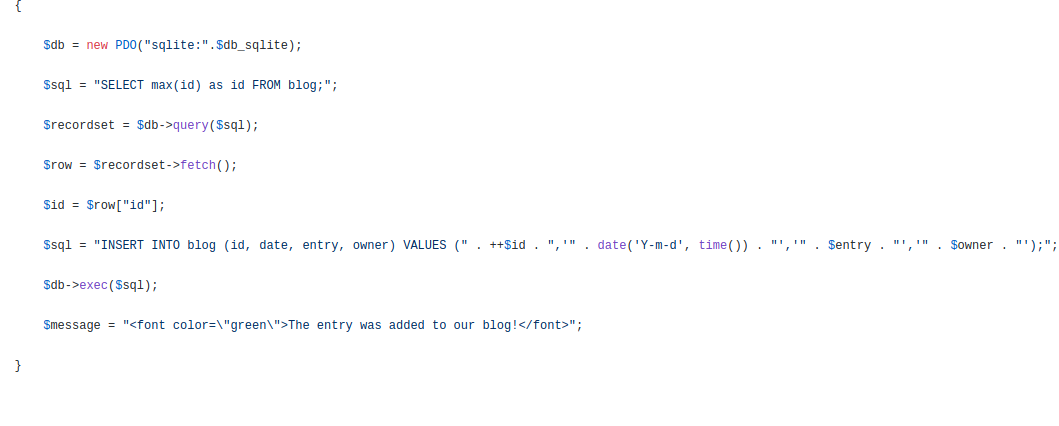 {
$db = new PDO("sqlite:".$db_sqlite);
$sql = "SELECT max(id) as id FROM blog;";
$recordset = $db->query($sql);
$row = $recordset->fetch();
$id = $row["id"];
$sql = "INSERT INTO blog (id, date, entry, owner) VALUES (" . ++$id . ",'" . date('Y-m-d', time()) . "','" . $entry . "','" . $owner . "');";
$db->exec($sql);
$message = "<font color=\"green\">The entry was added to our blog!</font>";
}